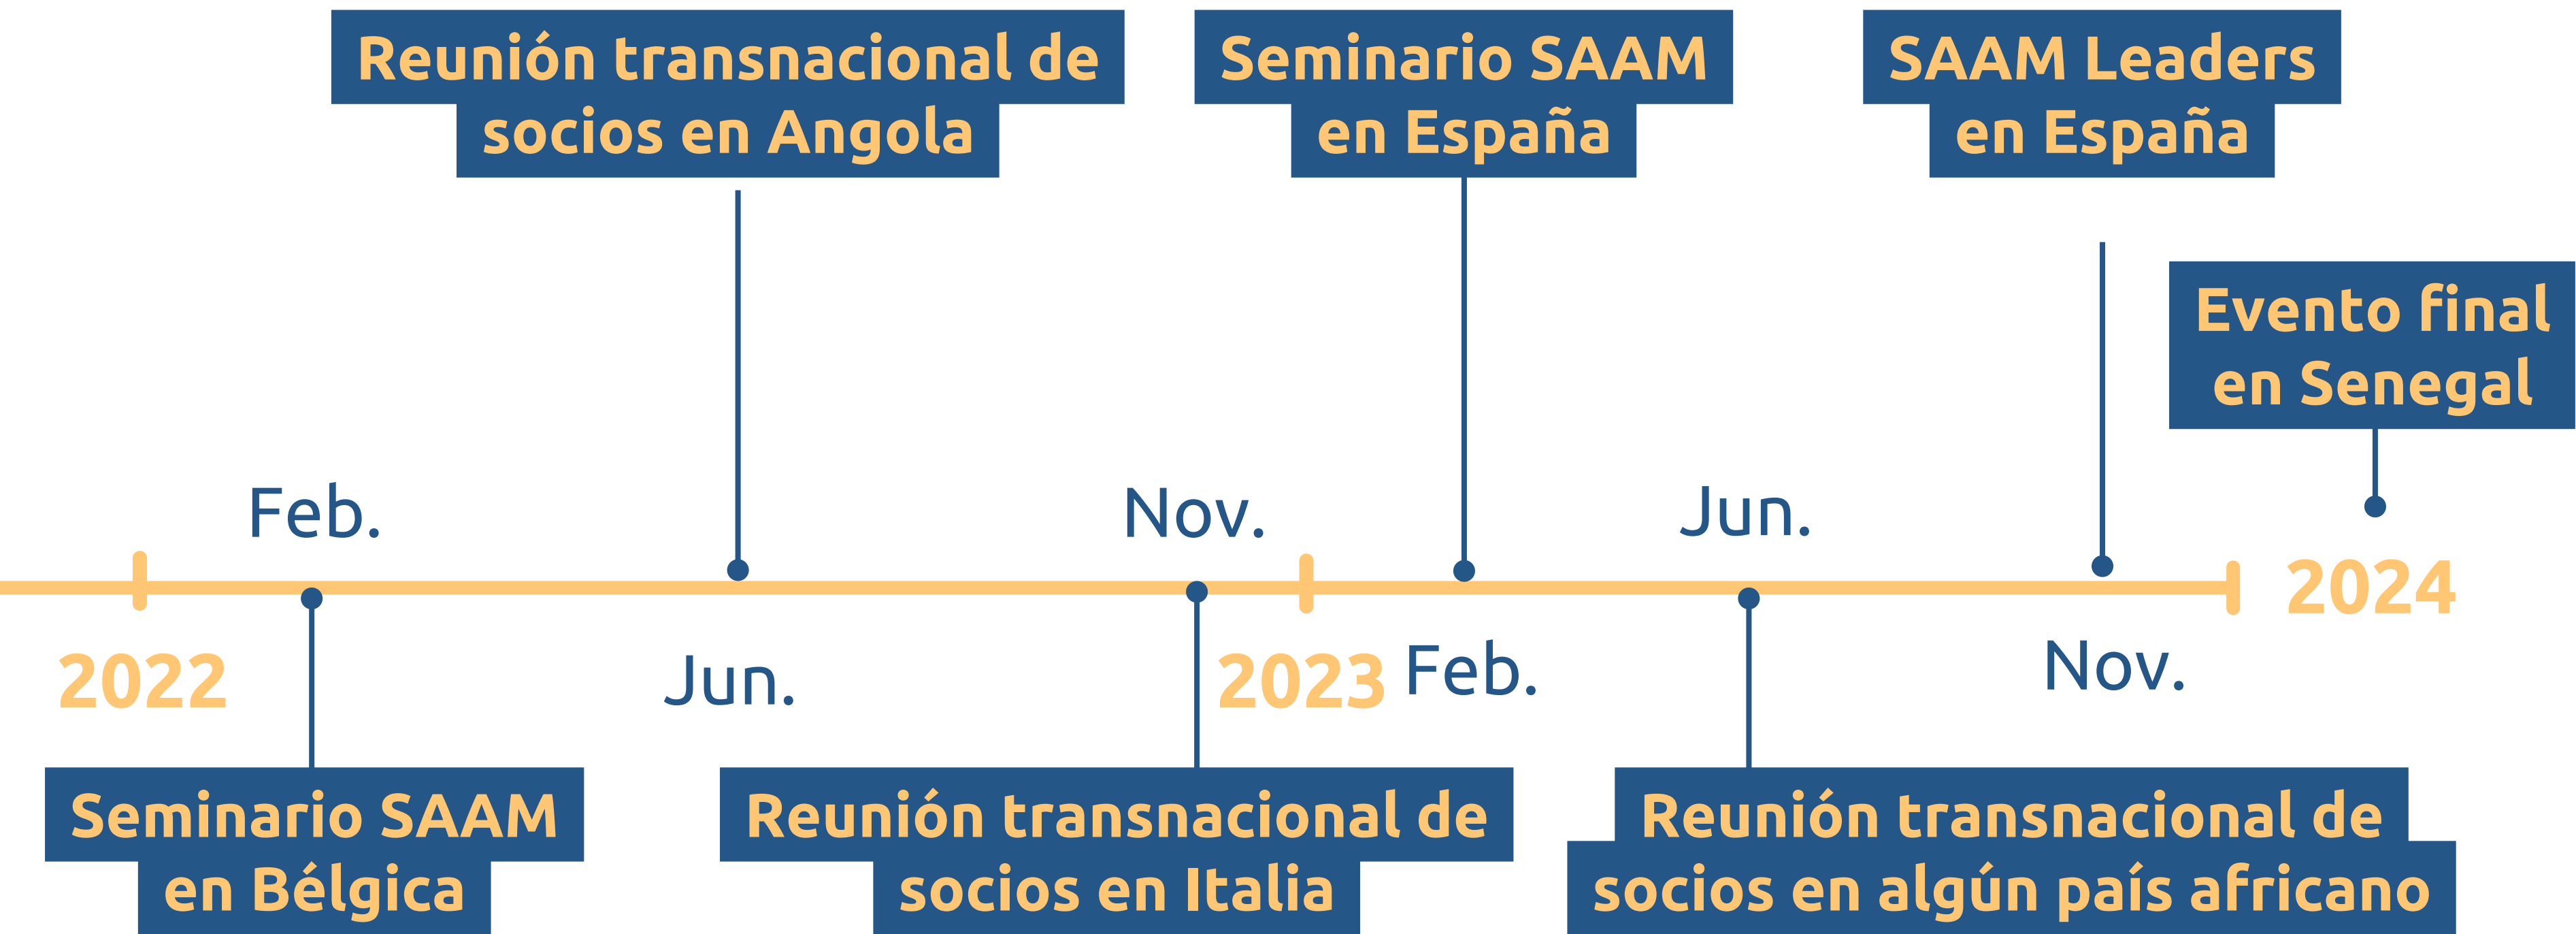 Reunión transnacional de
socios en Angola
Seminario SAAM
en España
SAAM Leaders
en España
Evento final
en Senegal
Feb.
Nov.
Jun.
2022
Jun.
2023
Feb.
Nov.
2024
Seminario SAAM
en Bélgica
Reunión transnacional de
socios en Italia
Reunión transnacional de
socios en algún país africano